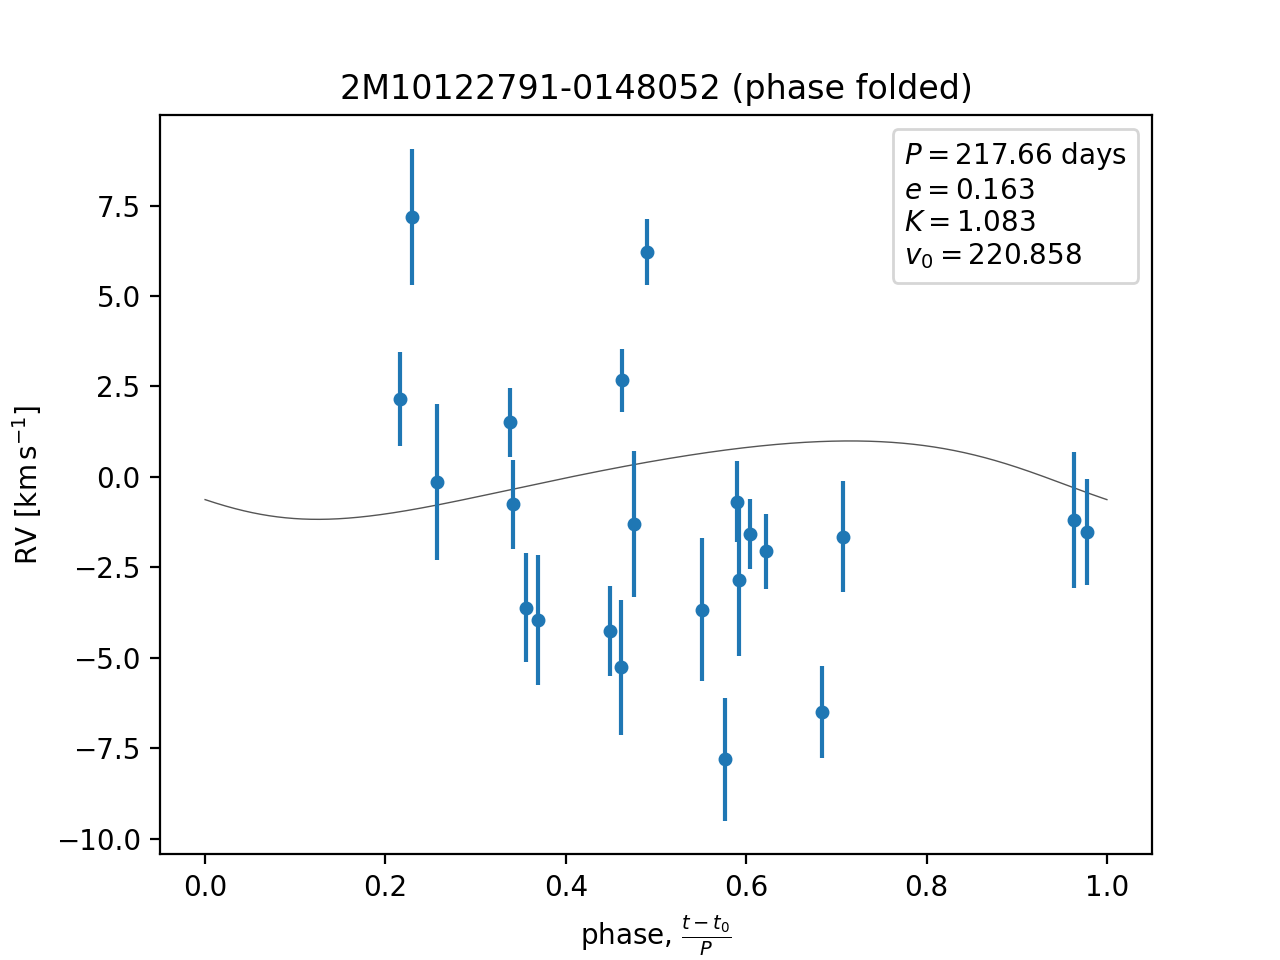 2M10122791-0148052 (phase folded)
P = 217.66 days
e = 0.163
K = 1.083
v₀ = 220.858
RV [km s⁻¹]
7.5
5.0
2.5
0.0
−2.5
−5.0
−7.5
−10.0
0.0 0.2 0.4 0.6 0.8 1.0
phase, (t − t₀)/P